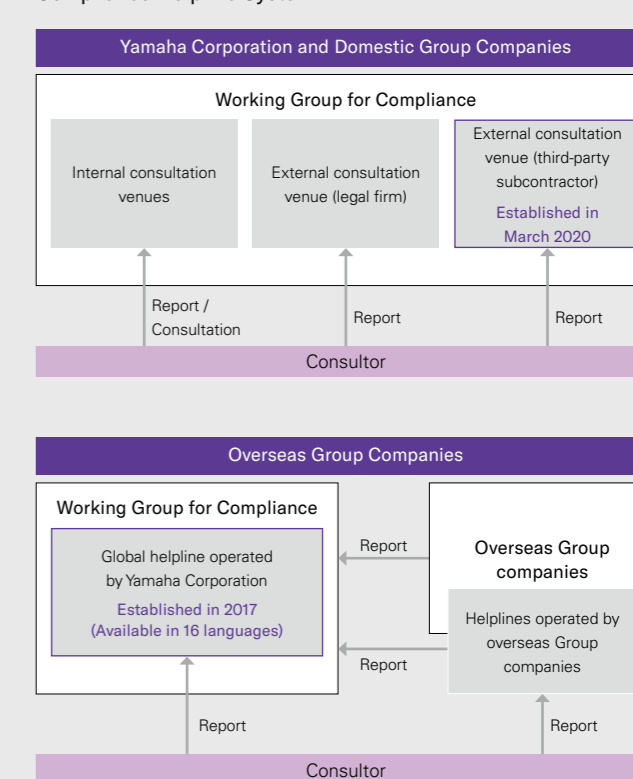 Yamaha Corporation and Domestic Group Companies
Working Group for Compliance
Internal consultation
venues
External consultation
venue (legal firm)
External consultation
venue (third-party
subcontractor)
Established in
March 2020
Report /
Consultation
Report
Report
Consultor
Overseas Group Companies
Working Group for Compliance
Global helpline operated
by Yamaha Corporation
Established in 2017
(Available in 16 languages)
Report
Overseas Group
companies
Helplines operated by
overseas Group
companies
Report
Report
Report
Consultor